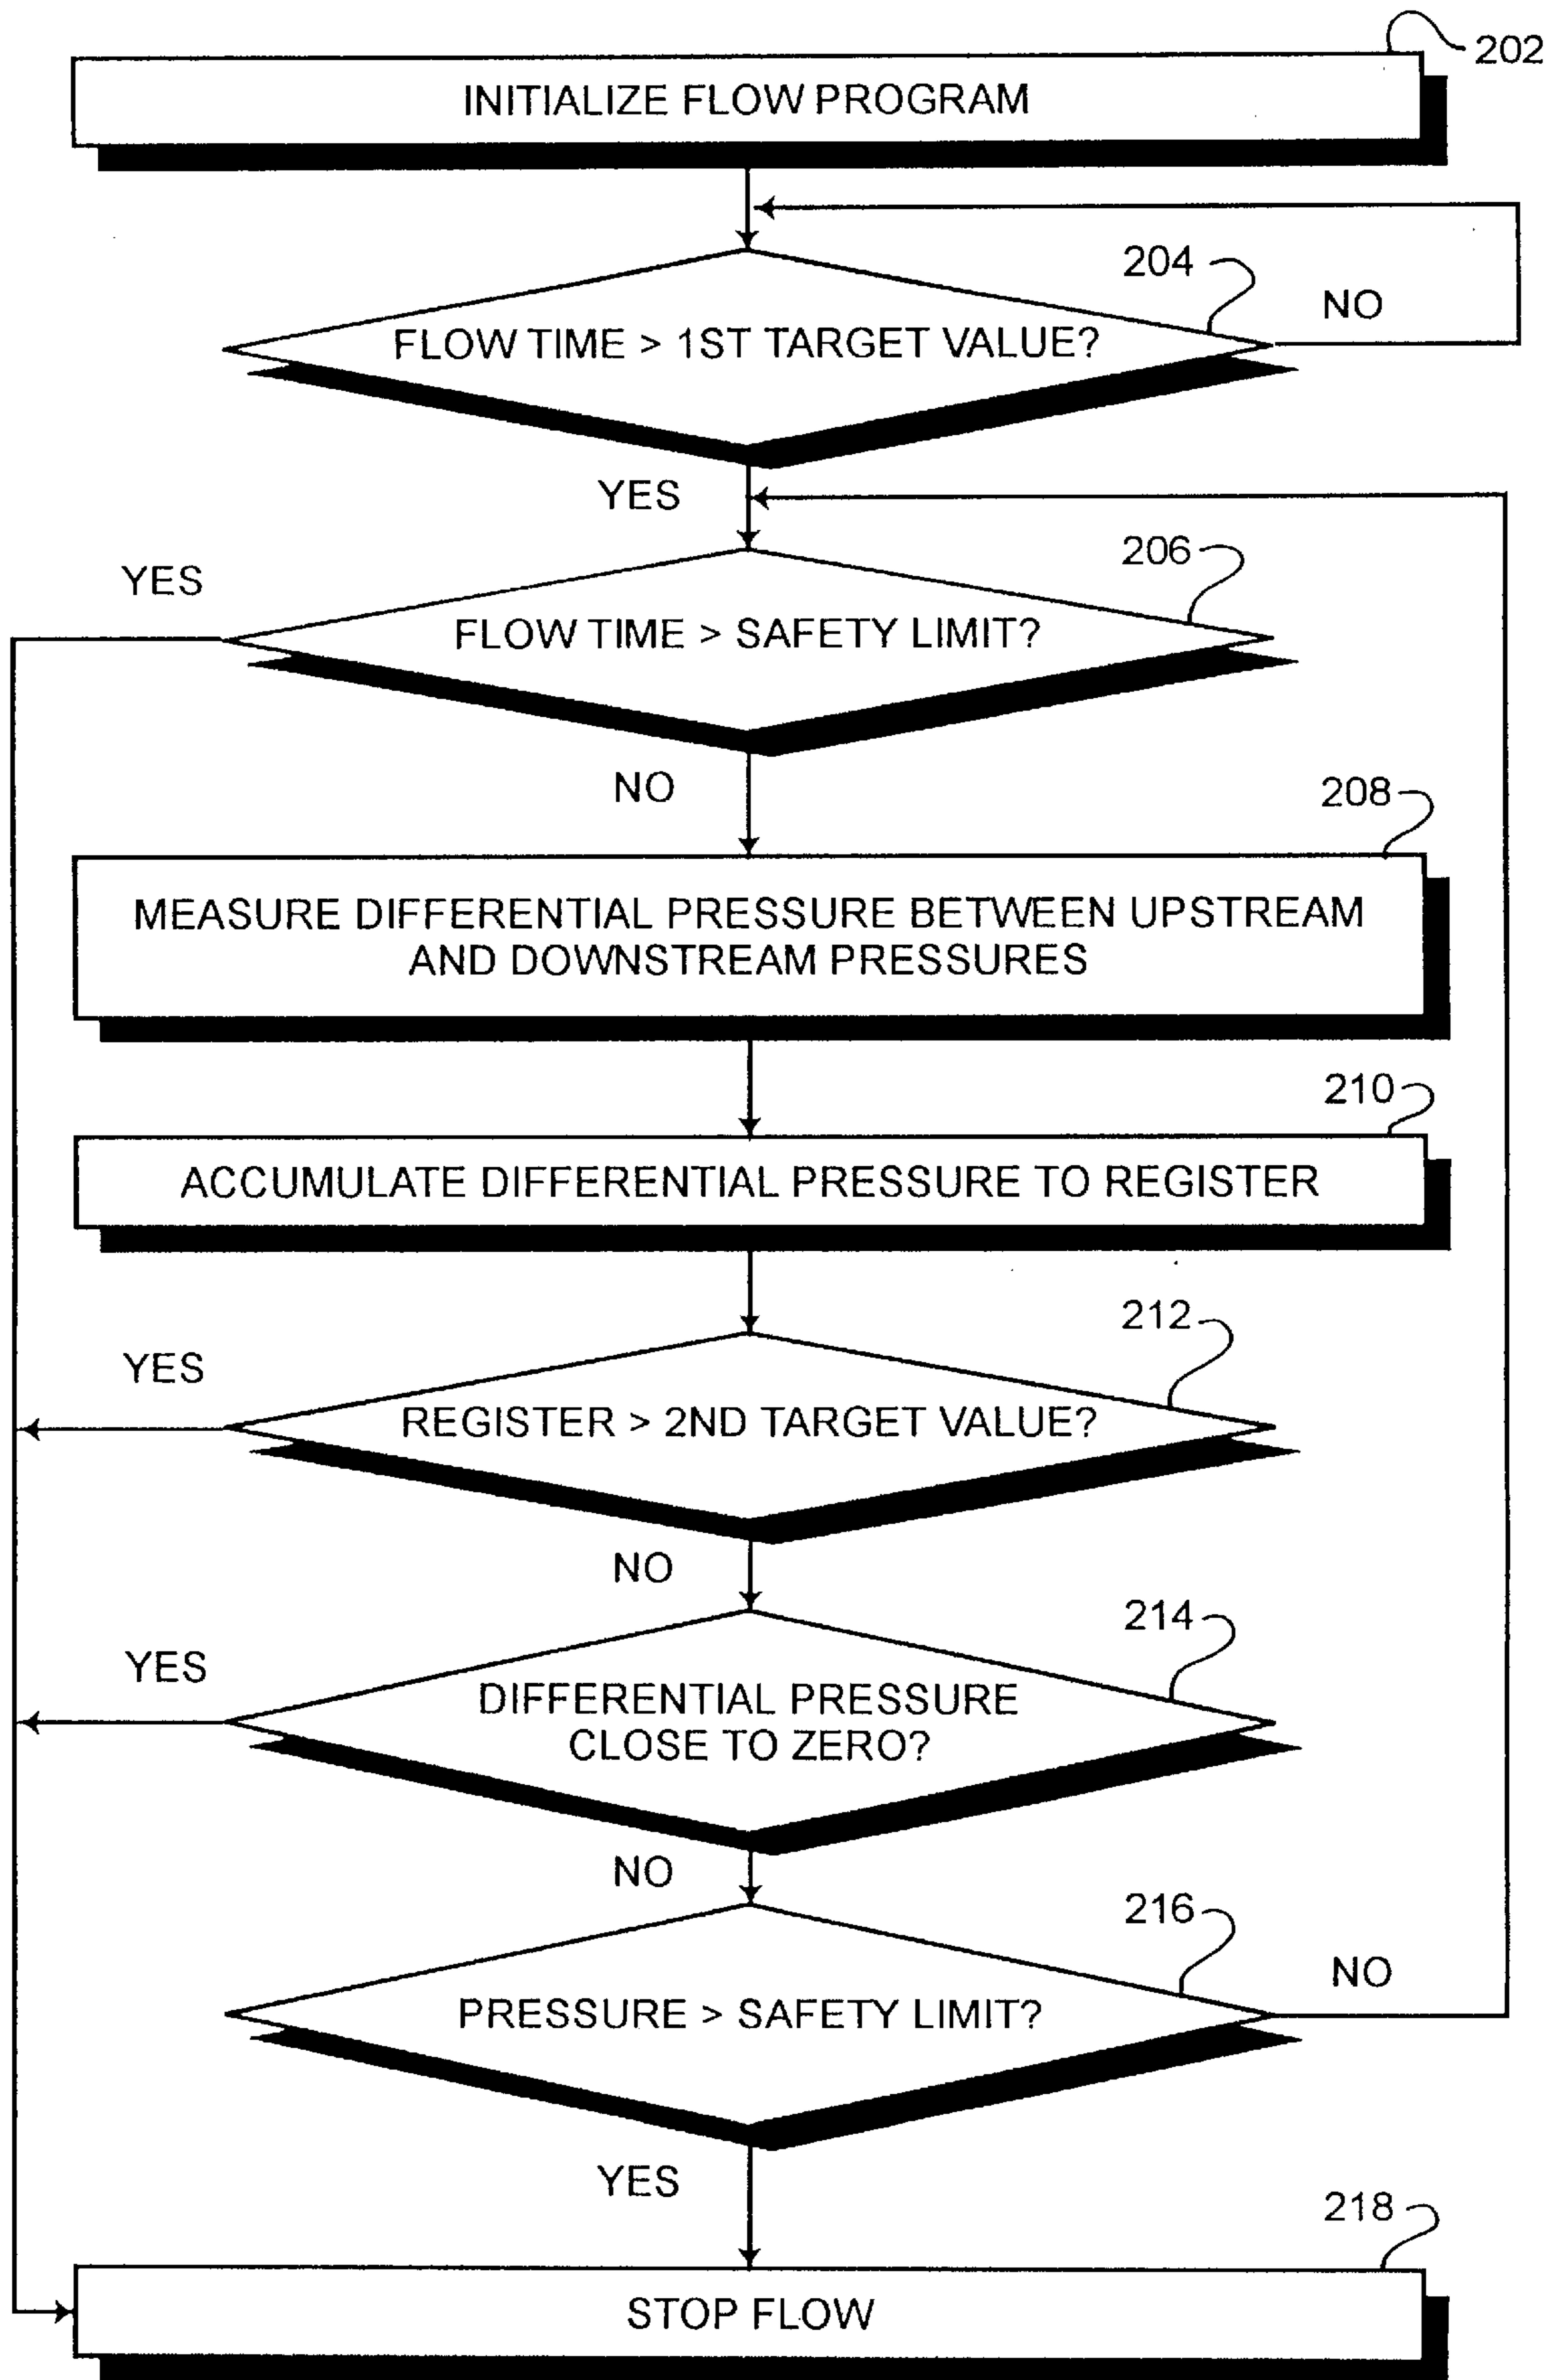 202
INITIALIZE FLOW PROGRAM
204
NO
FLOW TIME > 1ST TARGET VALUE?
YES
206
YES
FLOW TIME > SAFETY LIMIT?
NO
208
MEASURE DIFFERENTIAL PRESSURE BETWEEN UPSTREAM
AND DOWNSTREAM PRESSURES
210
ACCUMULATE DIFFERENTIAL PRESSURE TO REGISTER
212
YES
REGISTER > 2ND TARGET VALUE?
NO
214
YES
DIFFERENTIAL PRESSURE
CLOSE TO ZERO?
NO
216
NO
PRESSURE > SAFETY LIMIT?
YES
218
STOP FLOW